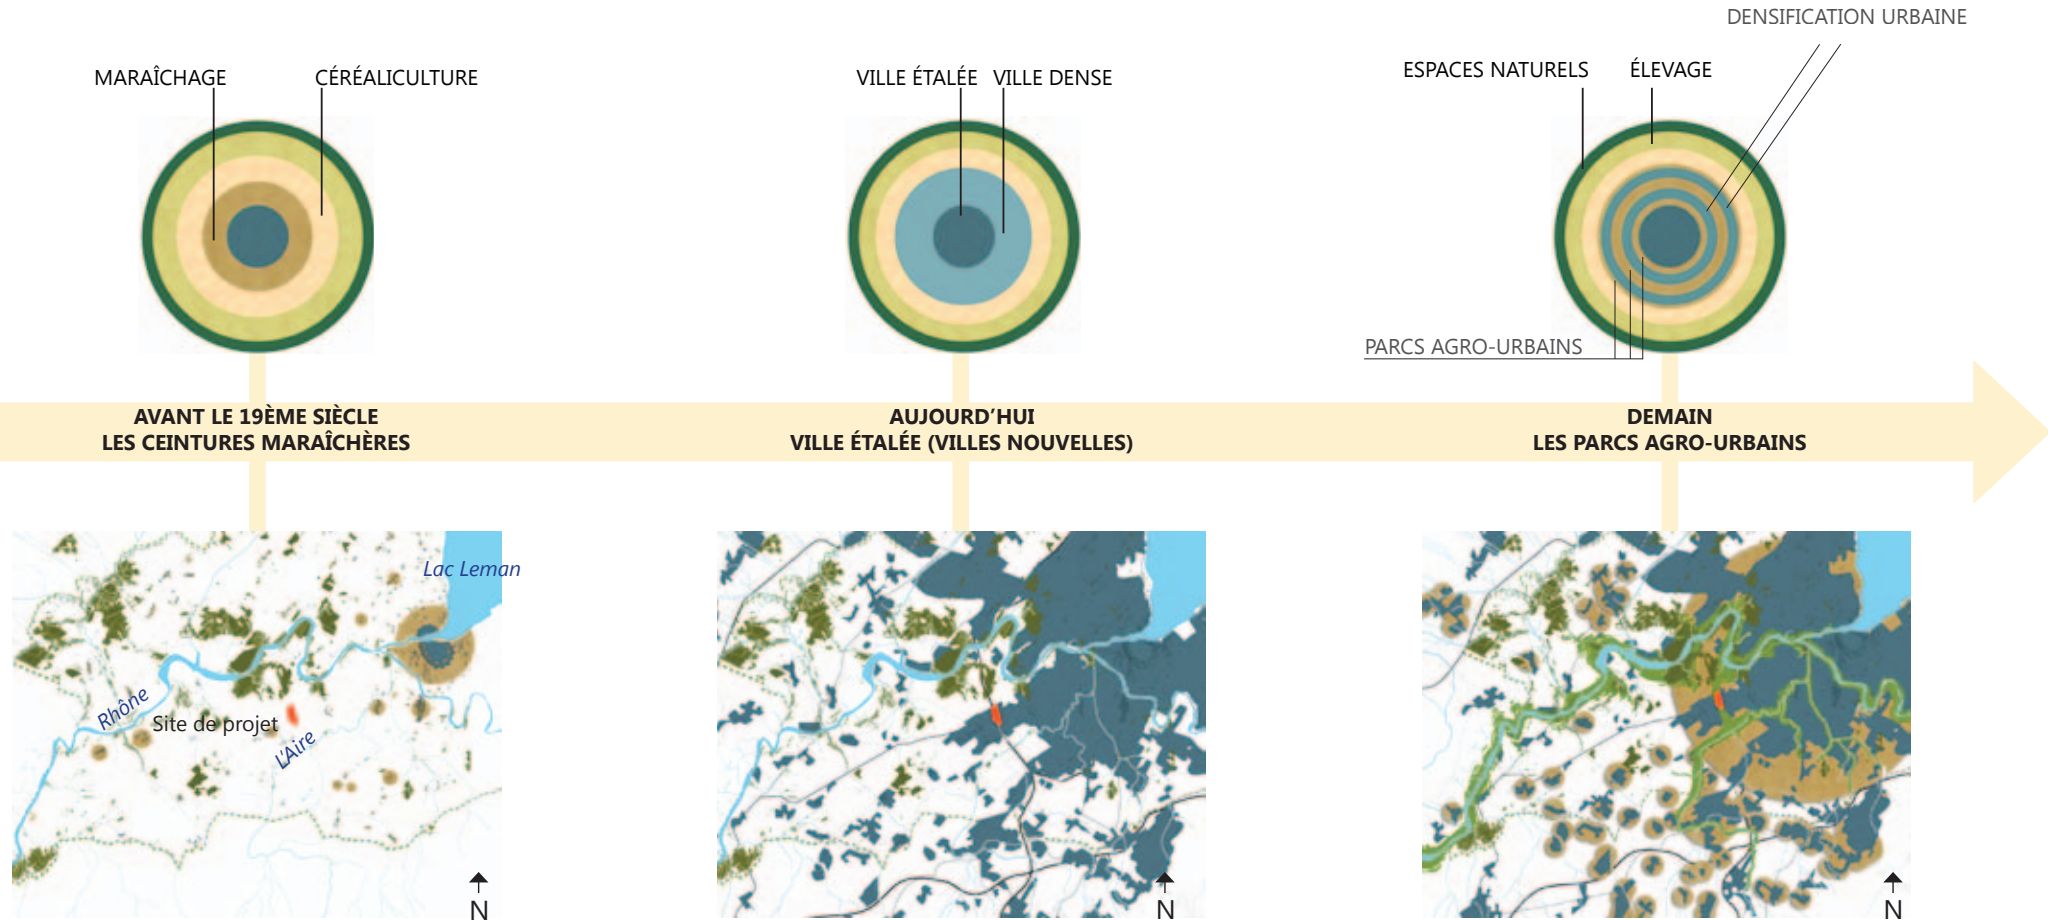 DENSIFICATION URBAINE
MARAÎCHAGE
CÉRÉALICULTURE
VILLE ÉTALÉE
VILLE DENSE
ESPACES NATURELS
ÉLEVAGE
PARCS AGRO-URBAINS
AVANT LE 19ÈME SIÈCLE
LES CEINTURES MARAÎCHÈRES
AUJOURD’HUI
VILLE ÉTALÉE (VILLES NOUVELLES)
DEMAIN
LES PARCS AGRO-URBAINS
Lac Leman
Rhône
Site de projet
L'Aire
N
N
N